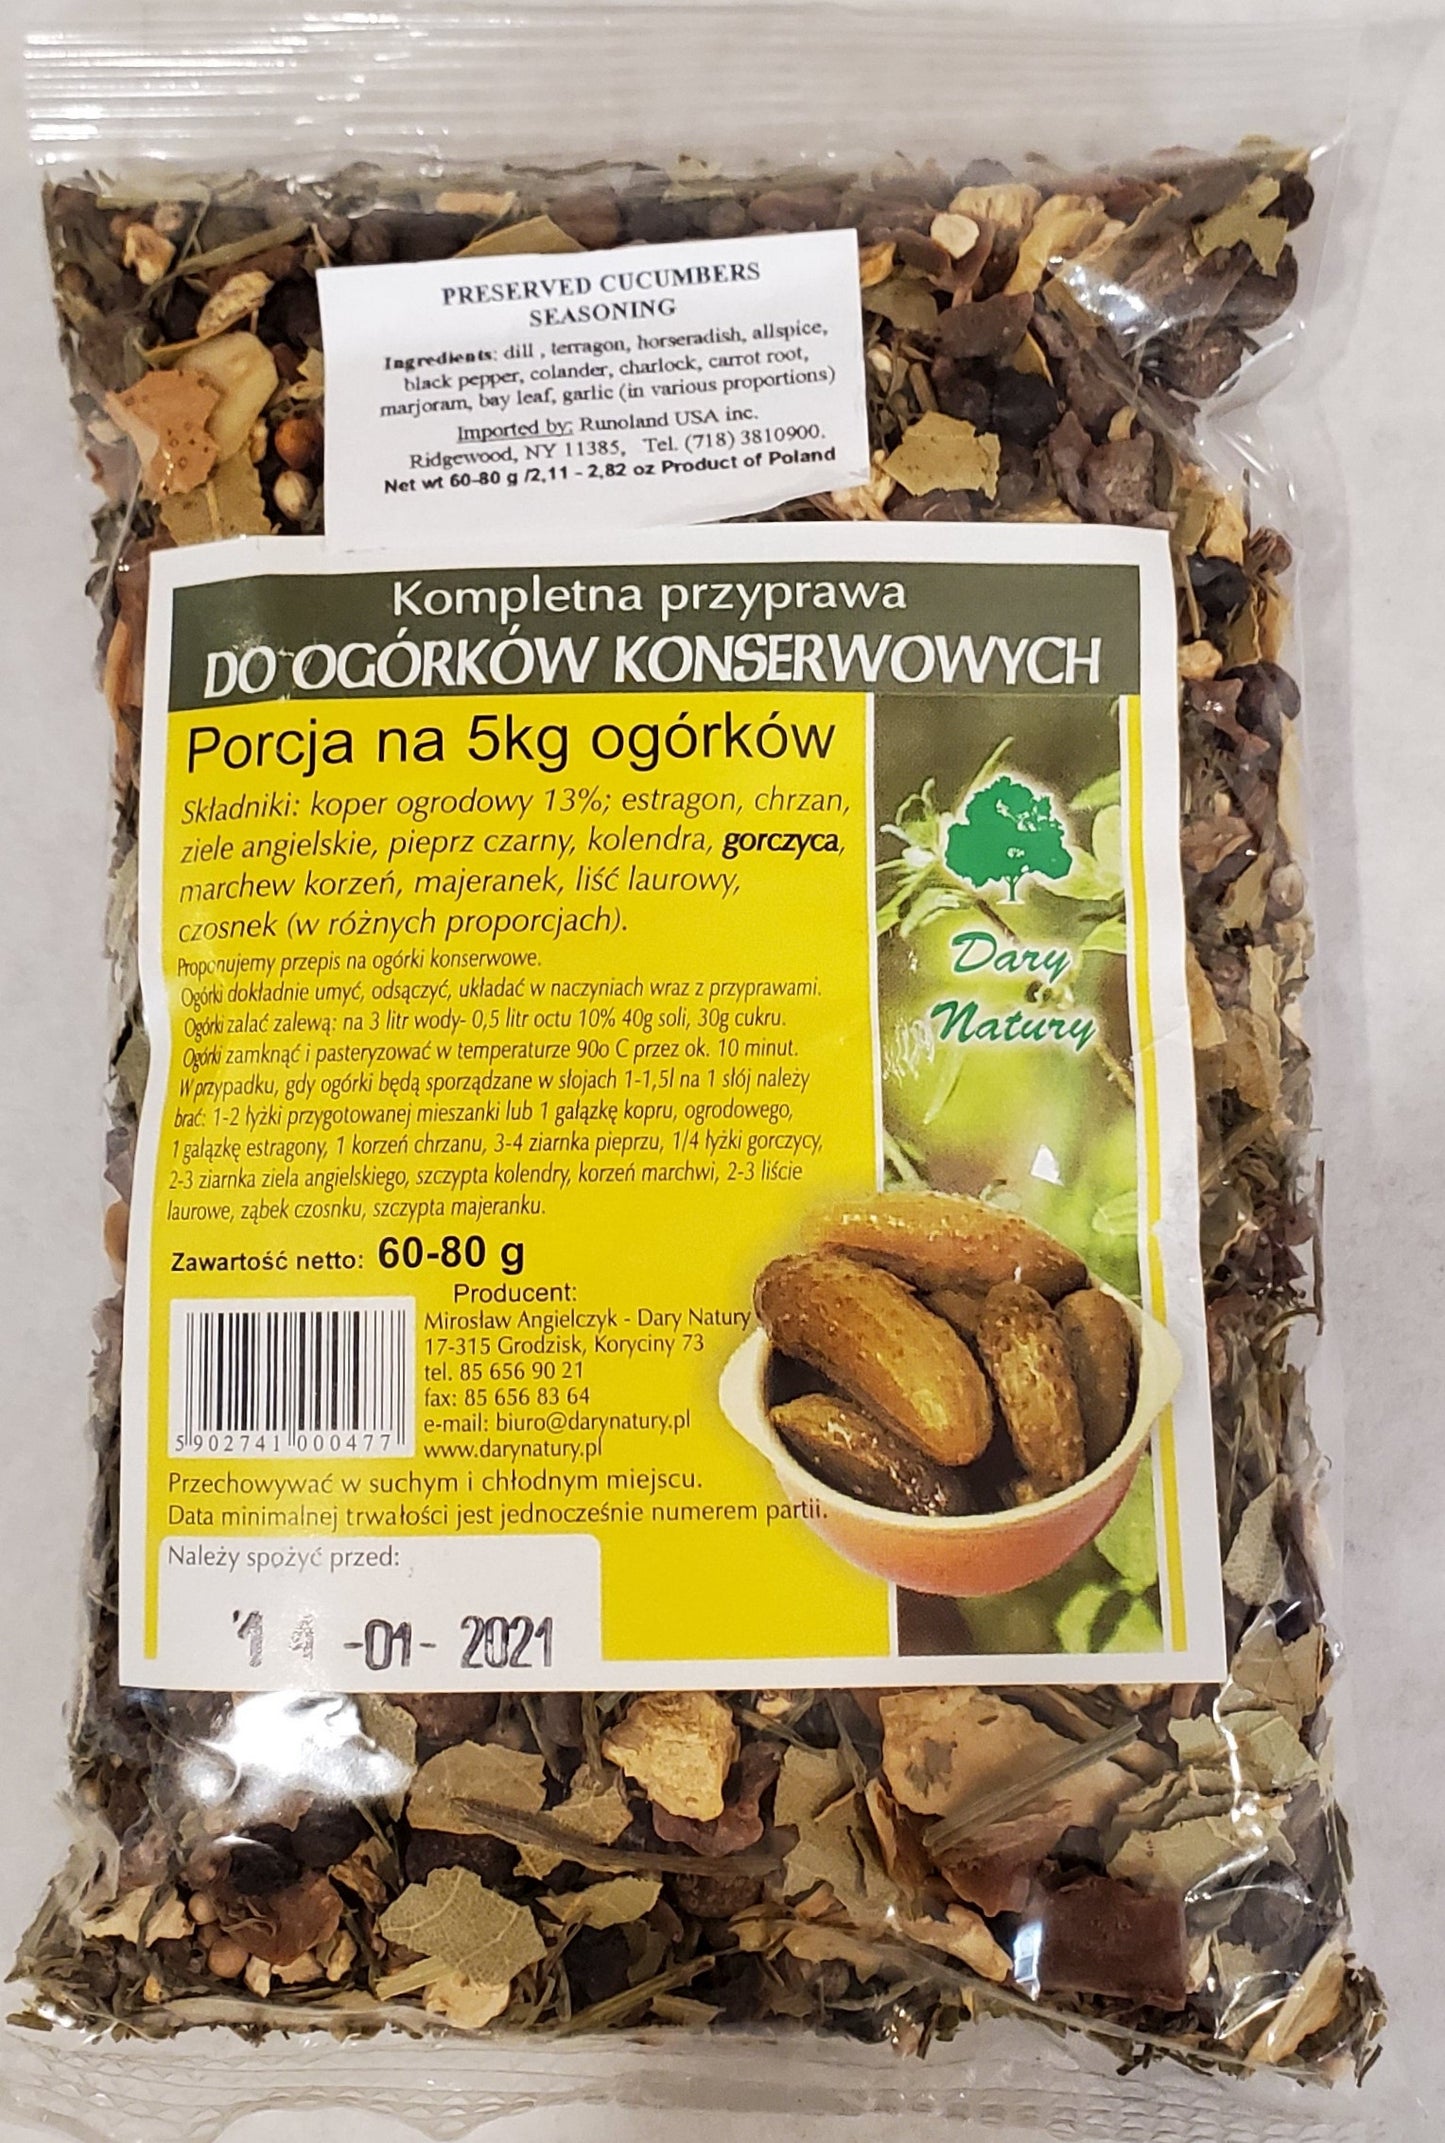 PRESERVED CUCUMBERS
SEASONING
Ingredients: dill , terragon, horseradish, allspice,
black pepper, colander, charlock, carrot root,
marjoram, bay leaf, garlic (in various proportions)
Imported by: Runoland USA inc.
Ridgewood, NY 11385, Tel. (718) 3810900.
Net wt 60-80 g /2,11 - 2,82 oz Product of Poland
Kompletna przyprawa
DO OGÓRKÓW KONSERWOWYCH
Porcja na 5kg ogórków
Składniki: koper ogrodowy 13%; estragon, chrzan,
ziele angielskie, pieprz czarny, kolendra, gorczyca,
marchew korzeń, majeranek, liść laurowy,
czosnek (w różnych proporcjach).
Proponujemy przepis na ogórki konserwowe.
Ogórki dokładnie umyć, odsączyć, układać w naczyniach wraz z przyprawami.
Ogórki zalać zalewą: na 3 litr wody- 0,5 litr octu 10% 40g soli, 30g cukru.
Ogórki zamknąć i pasteryzować w temperaturze 90o C przez ok. 10 minut.
W przypadku, gdy ogórki będą sporządzane w słojach 1-1,5l na 1 słój należy
brać: 1-2 łyżki przygotowanej mieszanki lub 1 gałązkę kopru, ogrodowego,
1 gałązkę estragony, 1 korzeń chrzanu, 3-4 ziarnka pieprzu, 1/4 łyżki gorczycy,
2-3 ziarnka ziela angielskiego, szczypta kolendry, korzeń marchwi, 2-3 liście
laurowe, ząbek czosnku, szczypta majeranku.
Zawartość netto: 60-80 g
Producent:
Mirosław Angielczyk - Dary Natury
17-315 Grodzisk, Koryciny 73
tel. 85 656 90 21
fax: 85 656 83 64
e-mail: biuro@darynatury.pl
www.darynatury.pl
5 902741 000477
Przechowywać w suchym i chłodnym miejscu.
Data minimalnej trwałości jest jednocześnie numerem partii.
Należy spożyć przed:
-01- 2021
Dary
Natury